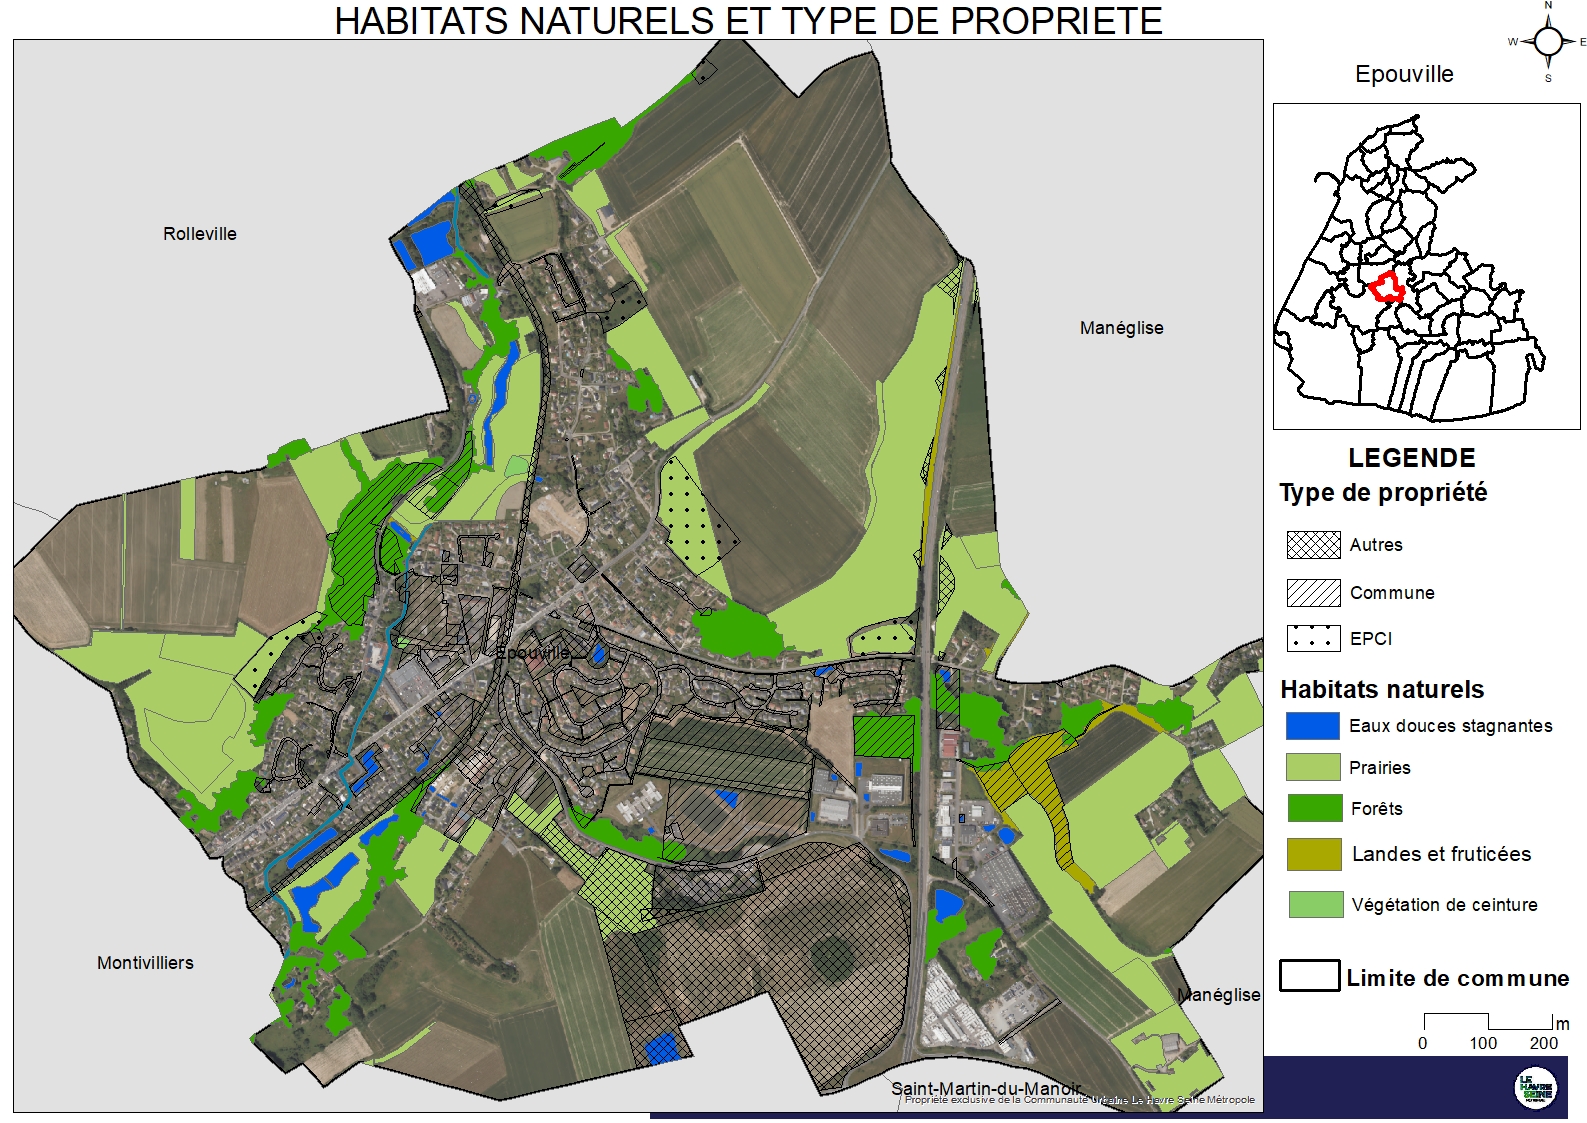 HABITATS NATURELS ET TYPE DE PROPRIETE
N
W
E
S
Epouville
Rolleville
Manéglise
Epouville
Montivilliers
Manéglise
Saint-Martin-du-Manoir
Propriété exclusive de la Communauté Urbaine Le Havre Seine Métropole
LEGENDE
Type de propriété
Autres
Commune
EPCI
Habitats naturels
Eaux douces stagnantes
Prairies
Forêts
Landes et fruticées
Végétation de ceinture
Limite de commune
m
0 100 200
LE
HAVRE
SEINE